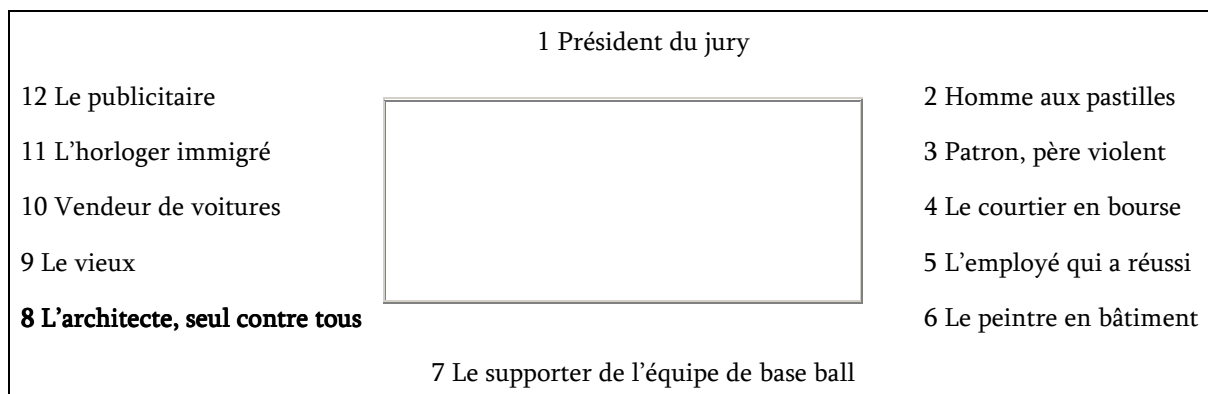 1 Président du jury
12 Le publicitaire
2 Homme aux pastilles
11 L'horloger immigré
3 Patron, père violent
10 Vendeur de voitures
4 Le courtier en bourse
9 Le vieux
5 L'employé qui a réussi
8 L'architecte, seul contre tous
6 Le peintre en bâtiment
7 Le supporter de l'équipe de base ball